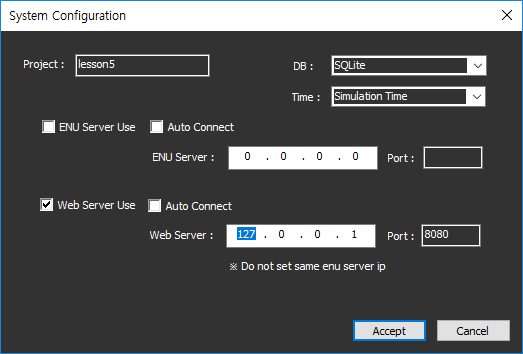 System Configuration
Project : lesson5
DB : SQLite
Time : Simulation Time
ENU Server Use Auto Connect
ENU Server : 0 . 0 . 0 . 0 Port :
Web Server Use Auto Connect
Web Server : 127 . 0 . 0 . 1 Port : 8080
※ Do not set same enu server ip
Accept Cancel